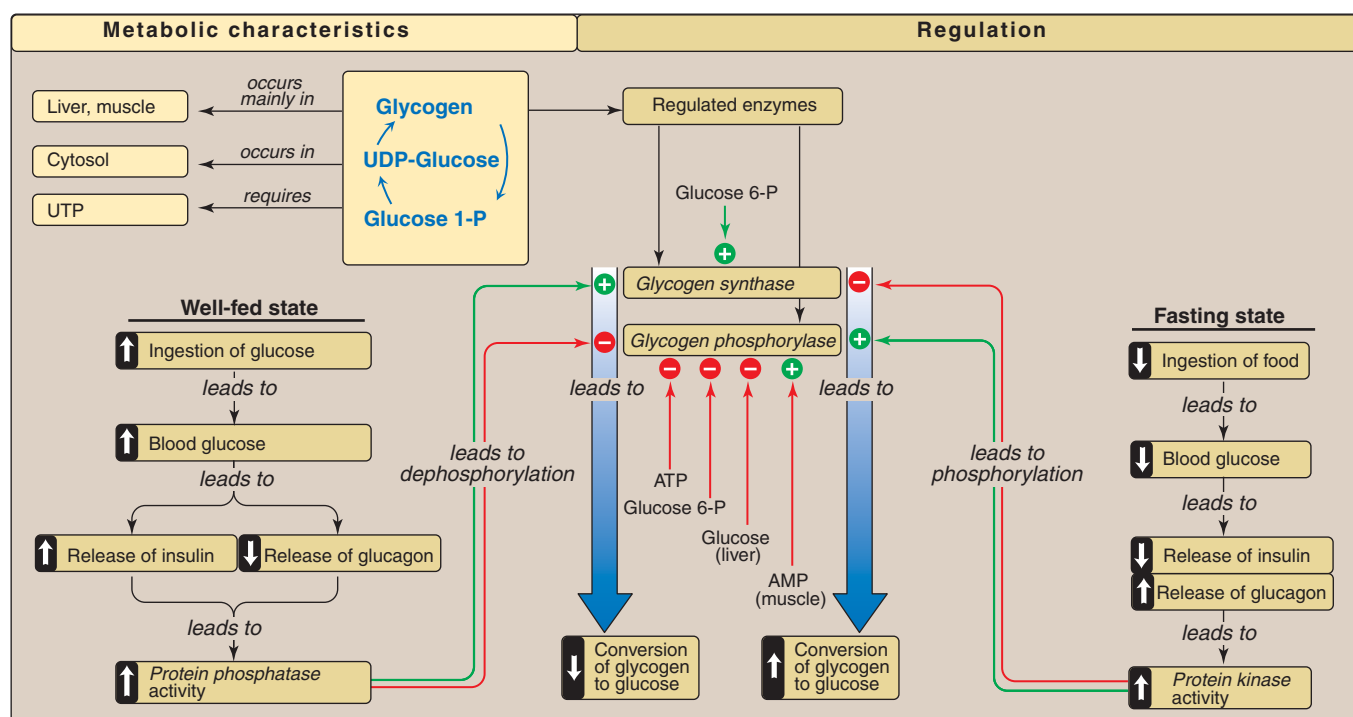 Metabolic characteristics
Regulation
Liver, muscle
occurs
mainly in
Cytosol
occurs in
UTP
requires
Glycogen
UDP-Glucose
Glucose 1-P
Regulated enzymes
Glucose 6-P
+
Glycogen synthase
+
–
Glycogen phosphorylase
–
+
–
–
–
+
leads to
leads to
ATP
Glucose 6-P
Glucose
(liver)
AMP
(muscle)
Well-fed state
Ingestion of glucose
leads to
Blood glucose
leads to
Release of insulin
Release of glucagon
leads to
Protein phosphatase
activity
leads to
dephosphorylation
Conversion
of glycogen
to glucose
Conversion
of glycogen
to glucose
leads to
phosphorylation
Fasting state
Ingestion of food
leads to
Blood glucose
leads to
Release of insulin
Release of glucagon
leads to
Protein kinase
activity